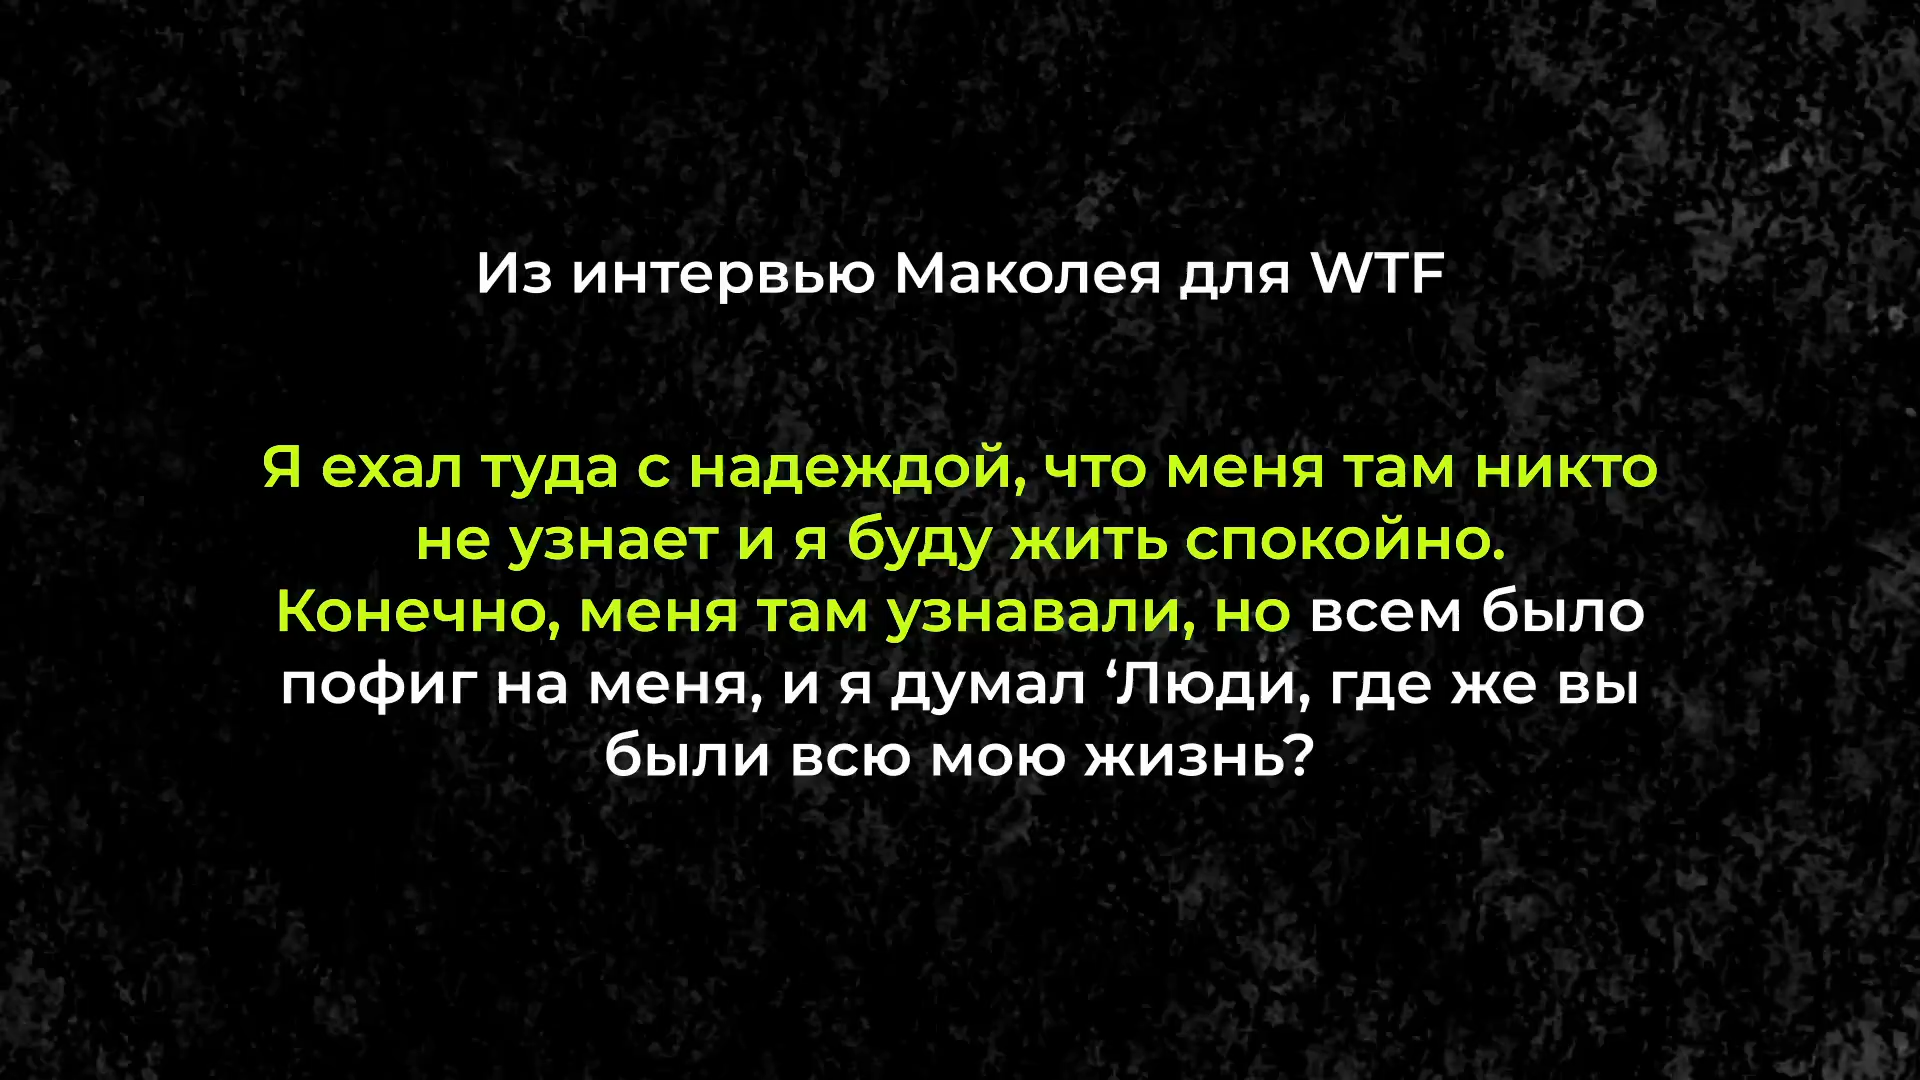 Из интервью Маколея для WTF
Я ехал туда с надеждой, что меня там никто
не узнает и я буду жить спокойно.
Конечно, меня там узнавали, но всем было
пофиг на меня, и я думал ‘Люди, где же вы
были всю мою жизнь?